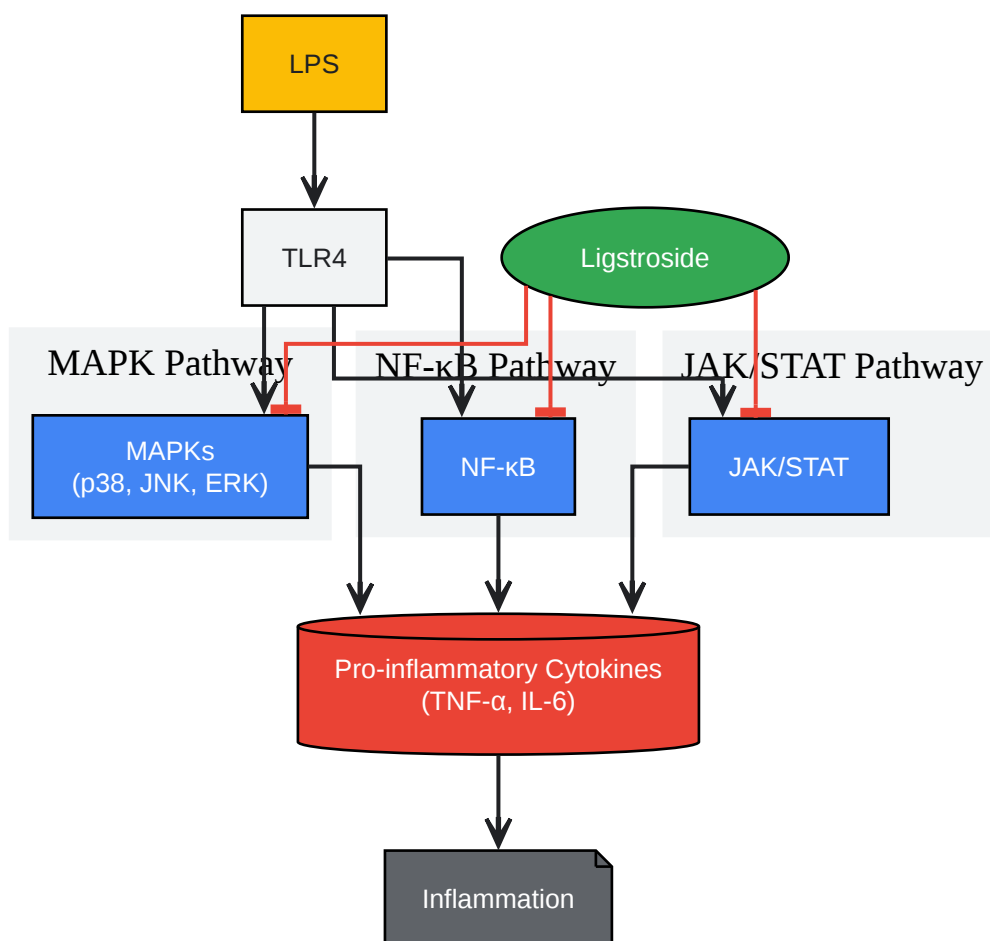 LPS
TLR4
Ligstroside
MAPK Pathway
NF-κB Pathway
JAK/STAT Pathway
MAPKs
(p38, JNK, ERK)
NF-κB
JAK/STAT
Pro-inflammatory Cytokines
(TNF-α, IL-6)
Inflammation